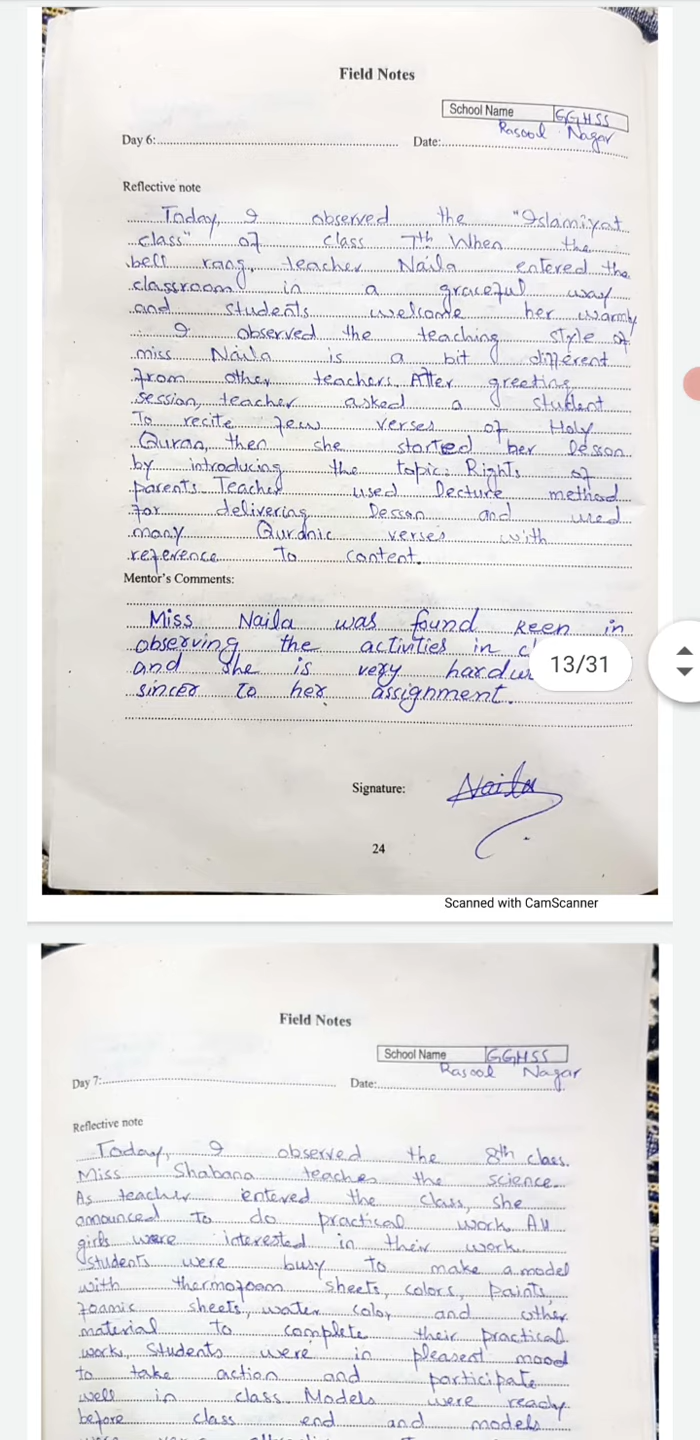 Field Notes
School Name GGHSS
Rasool Nagar
Day 6: Date:
Reflective note
Today, I observed the "Islamiyat
class" of class 7th When the
bell rang, teacher Naila entered the
classroom in a graceful way
and students welcome her warmly
I observed the teaching style of
miss Naila is a bit different
from other teachers. After greeting
session, teacher asked a student
To recite few verses of Holy
Quran, then she started her lesson
by introducing the topic: Rights of
parents. Teacher used Lecture method
for delivering lesson and used
many Quranic verses with
reference To content.
Mentor's Comments:
Miss Naila was found keen in
observing the activities in
and she is very
sincer to her assignment.
13/31
Signature: Naila
24
Scanned with CamScanner
Field Notes
School Name GGHSS
Rasool Nagar
Day 7: Date:
Reflective note
Today, I observed the 8th class.
Miss Shabana teaches the science.
As teacher entered the class, she
announced to do practical work. All
girls were interested in their work.
Students were busy to make a model
with thermofoam sheets, colors, paints,
foamic sheets, water color and other
material to complete their practical
work. Students were in pleasent mood
to take action and participate
well in class. Models were ready
before class end and models